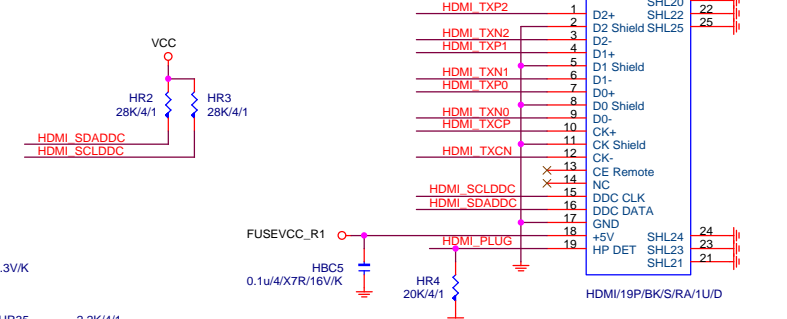 SHL20
HDMI_TXP2 1 D2+ SHL22 22
2 D2 Shield SHL25 25
HDMI_TXN2 3 D2-
HDMI_TXP1 4 D1+
5 D1 Shield
HDMI_TXN1 6 D1-
HDMI_TXP0 7 D0+
8 D0 Shield
HDMI_TXN0 9 D0-
HDMI_TXCP 10 CK+
11 CK Shield
HDMI_TXCN 12 CK-
13 CE Remote
14 NC
HDMI_SCLDDC 15 DDC CLK
HDMI_SDADDC 16 DDC DATA
17 GND
FUSEVCC_R1 18 +5V SHL24 24
HDMI_PLUG 19 HP DET SHL23 23
SHL21 21
HDMI/19P/BK/S/RA/1U/D
VCC
HR2 HR3
28K/4/1 28K/4/1
HDMI_SDADDC
HDMI_SCLDDC
HBC5
0.1u/4/X7R/16V/K
HR4
20K/4/1
.3V/K